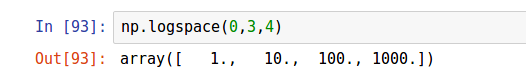 In [93]: np.logspace(0,3,4)
Out[93]: array([   1.,   10.,  100., 1000.])